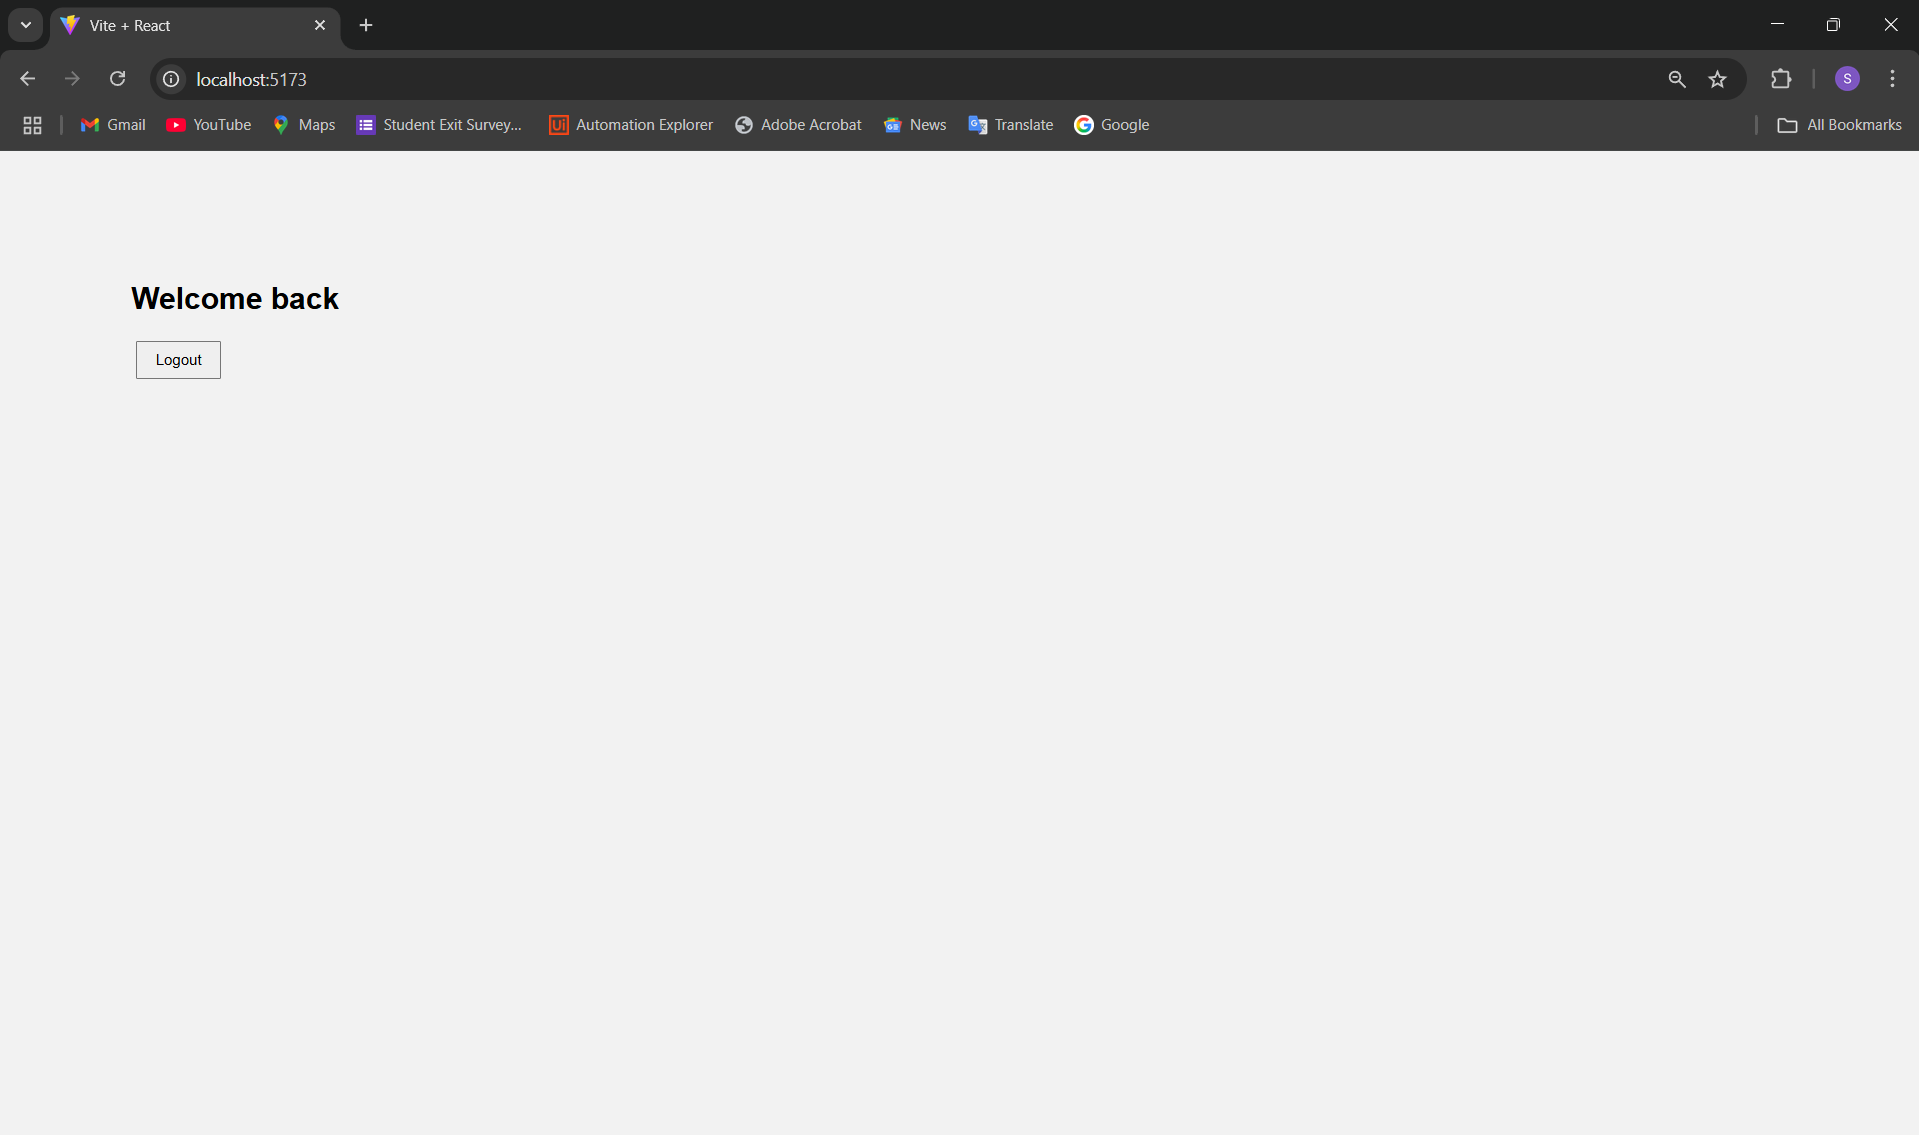 Vite + React
localhost:5173
S
Gmail YouTube Maps Student Exit Survey... Ui Automation Explorer Adobe Acrobat News Translate Google All Bookmarks
Welcome back
Logout